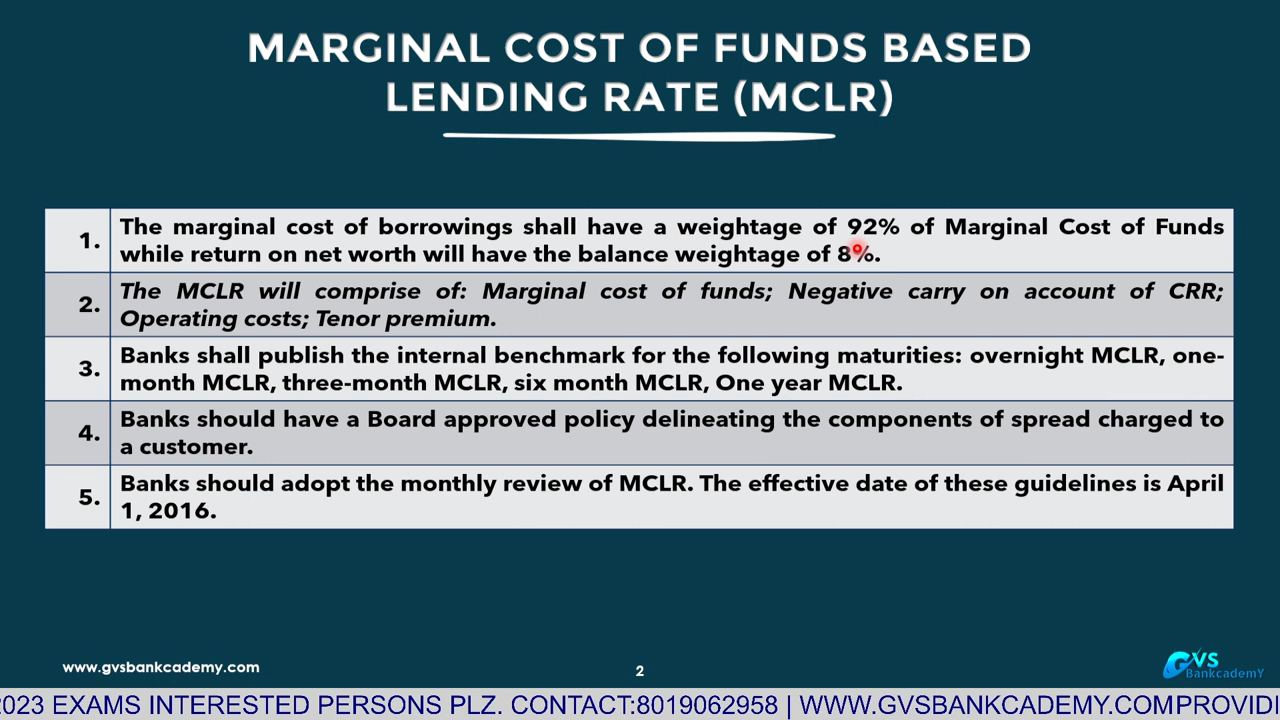 MARGINAL COST OF FUNDS BASED
LENDING RATE (MCLR)
1. The marginal cost of borrowings shall have a weightage of 92% of Marginal Cost of Funds
while return on net worth will have the balance weightage of 8%.
2. The MCLR will comprise of: Marginal cost of funds; Negative carry on account of CRR;
Operating costs; Tenor premium.
3. Banks shall publish the internal benchmark for the following maturities: overnight MCLR, one-
month MCLR, three-month MCLR, six month MCLR, One year MCLR.
4. Banks should have a Board approved policy delineating the components of spread charged to
a customer.
5. Banks should adopt the monthly review of MCLR. The effective date of these guidelines is April
1, 2016.
www.gvsbankcademy.com
2
GVS
BankcademY
2023 EXAMS INTERESTED PERSONS PLZ. CONTACT:8019062958 | WWW.GVSBANKCADEMY.COMPROVIDI